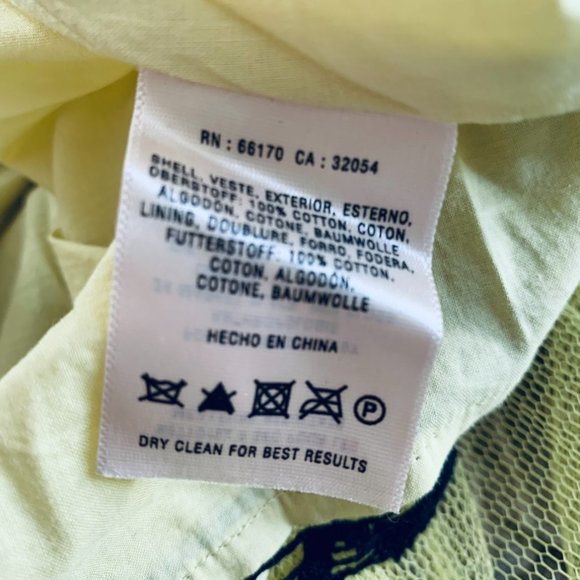 RN : 66170 CA : 32054
SHELL, VESTE, EXTERIOR, ESTERNO,
OBERSTOFF: 100% COTTON, COTON,
ALGODÓN, COTONE, BAUMWOLLE
LINING, DOUBLURE, FORRO, FODERA,
FUTTERSTOFF: 100% COTTON,
COTON, ALGODÓN,
COTONE, BAUMWOLLE
HECHO EN CHINA
P
DRY CLEAN FOR BEST RESULTS